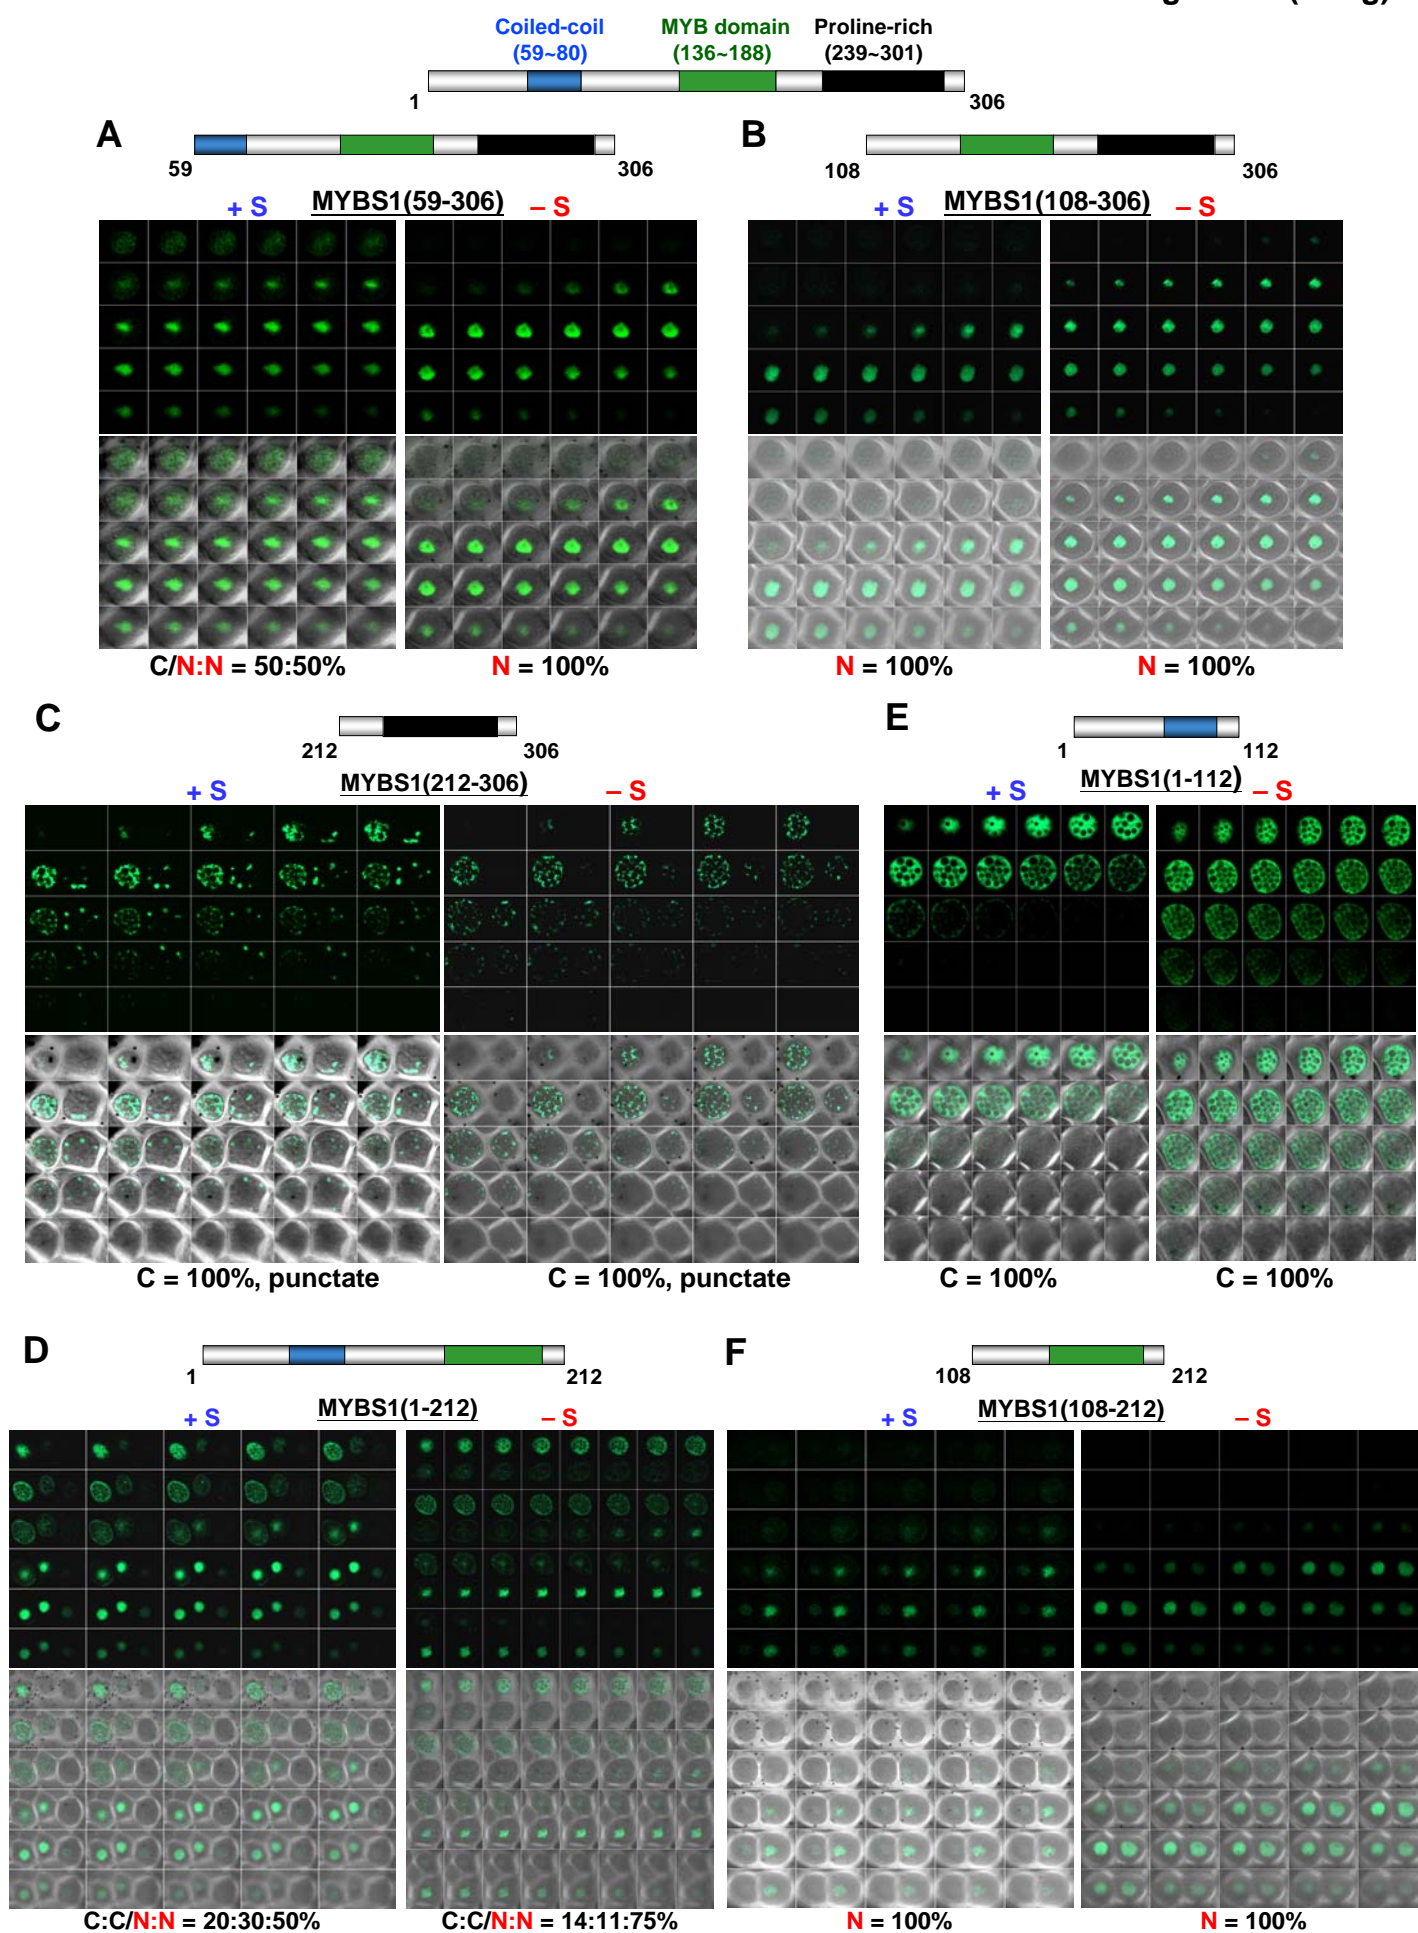 Coiled-coil MYB domain Proline-rich
(59~80) (136~188) (239~301)
1 306
A
59 306
MYBS1(59-306)
+ S – S
C/N:N = 50:50% N = 100%
B
108 306
MYBS1(108-306)
+ S – S
N = 100% N = 100%
C
212 306
MYBS1(212-306)
+ S – S
C = 100%, punctate C = 100%, punctate
E
1 112
MYBS1(1-112)
+ S – S
C = 100% C = 100%
D
1 212
MYBS1(1-212)
+ S – S
C:C/N:N = 20:30:50% C:C/N:N = 14:11:75%
F
108 212
MYBS1(108-212)
+ S – S
N = 100% N = 100%